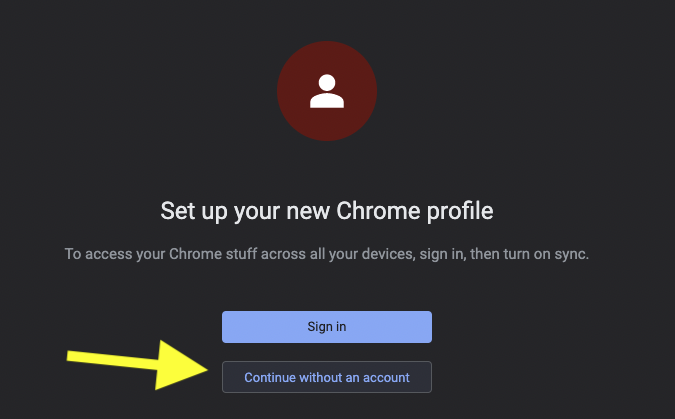 Set up your new Chrome profile
To access your Chrome stuff across all your devices, sign in, then turn on sync.
Sign in
Continue without an account